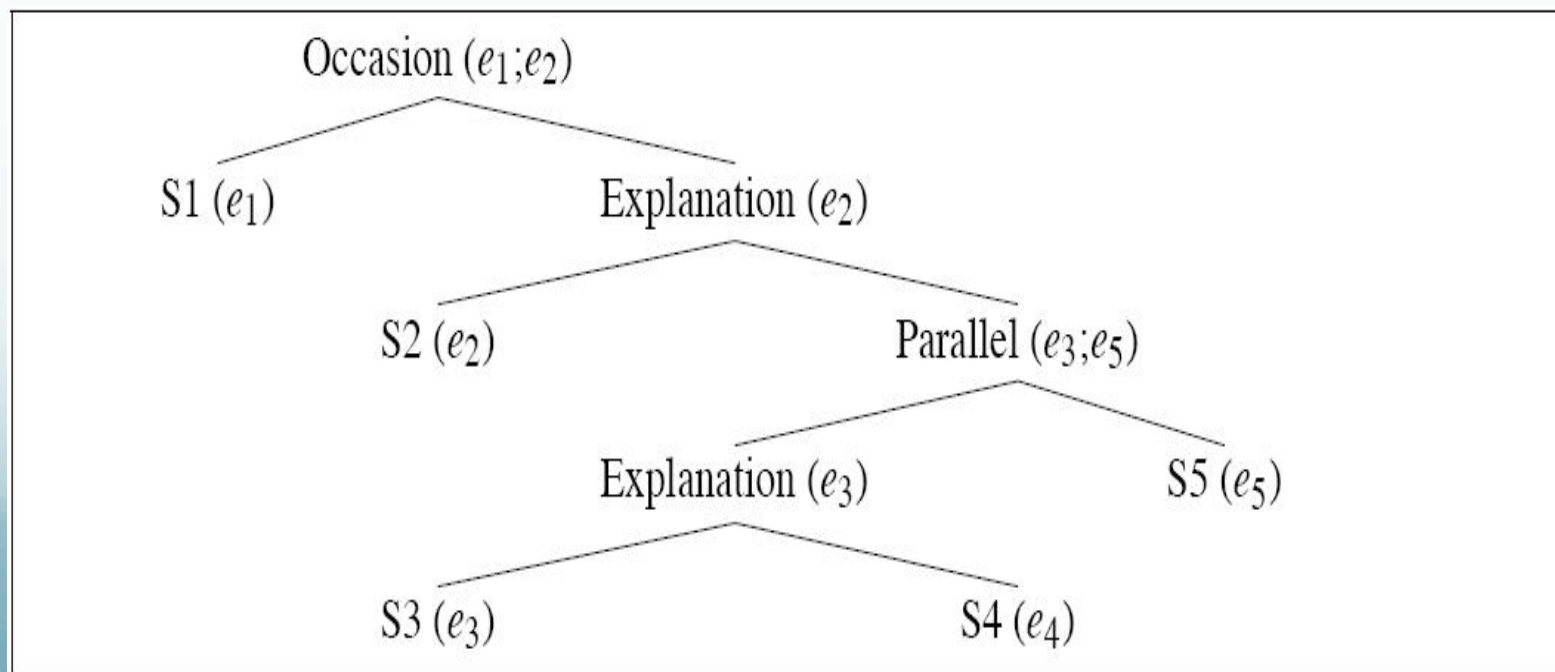 Occasion (e1;e2)
S1 (e1)
Explanation (e2)
S2 (e2)
Parallel (e3;e5)
Explanation (e3)
S5 (e5)
S3 (e3)
S4 (e4)